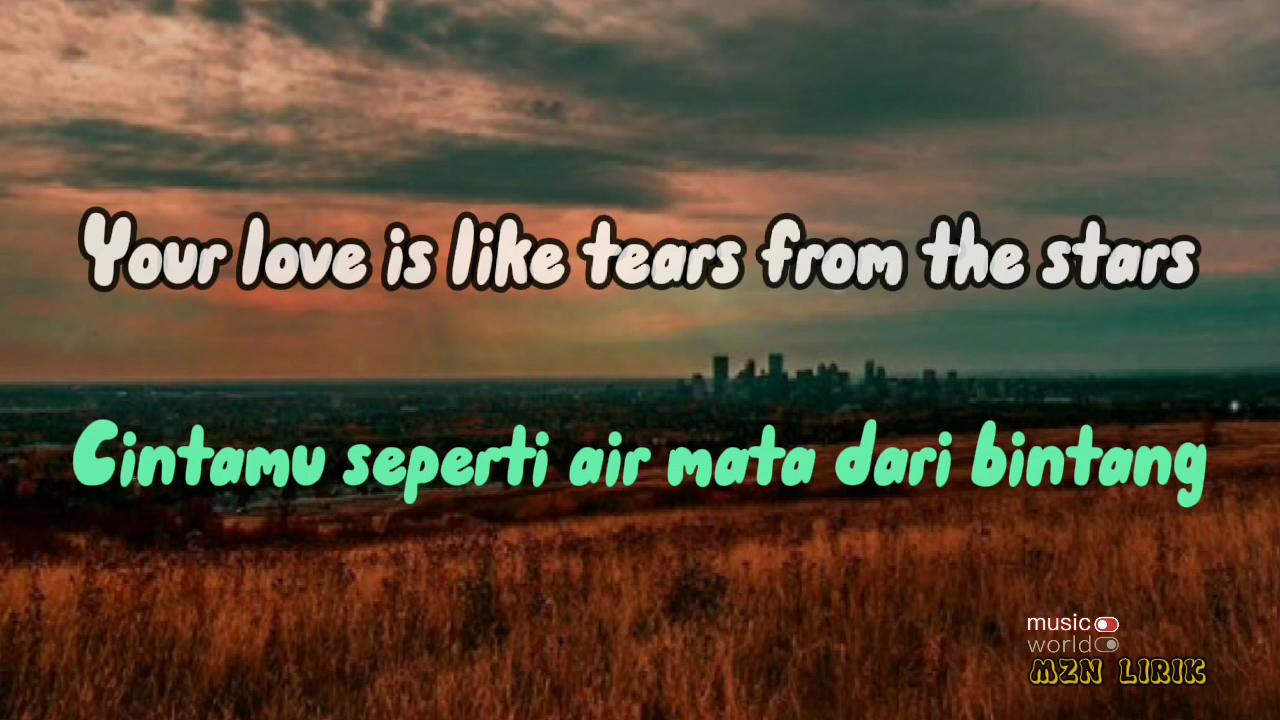 Your love is like tears from the stars
Cintamu seperti air mata dari bintang
music
world
MZN LIRIK